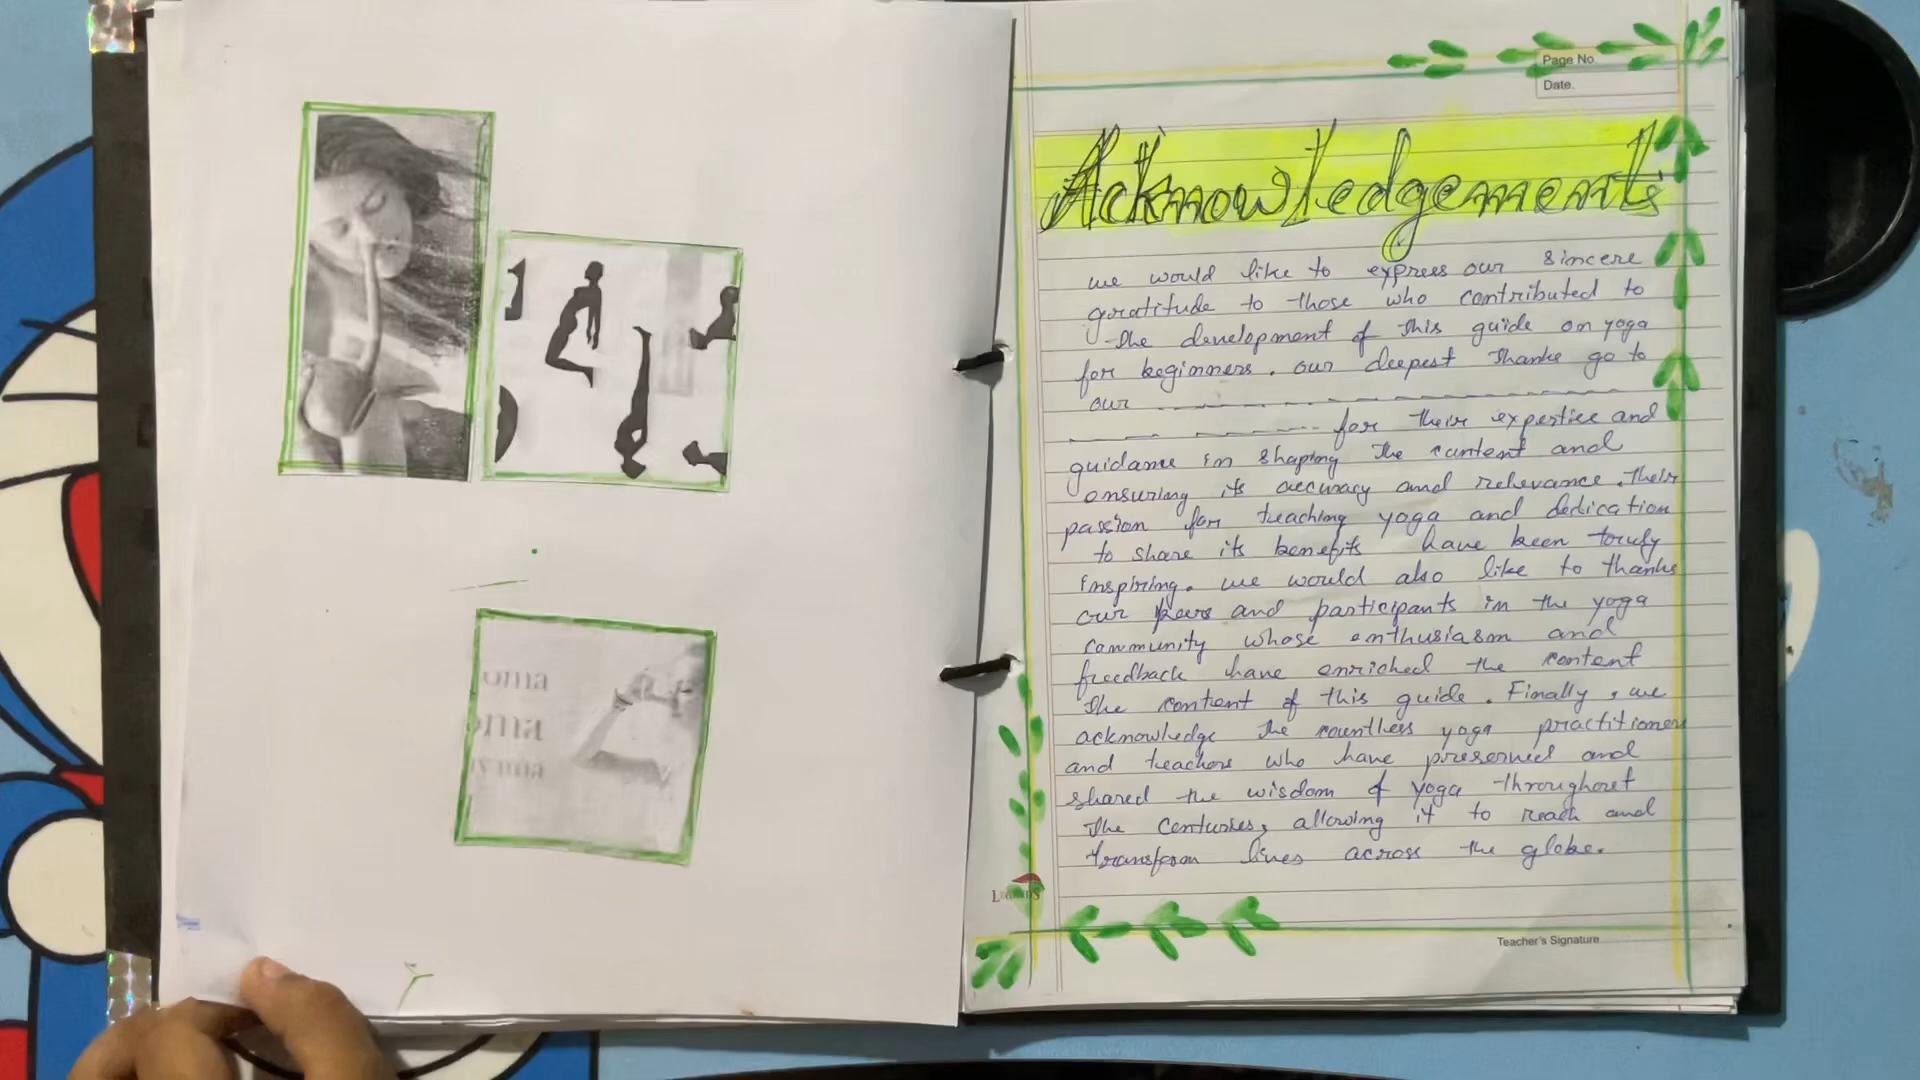 oma
oma
yama
Page No.
Date.
Acknowledgements
we would like to express our sincere
gratitude to those who contributed to
the development of this guide on yoga
for beginners. our deepest thanks go to
our
for their expertise and
guidance in shaping the content and
ensuring its accuracy and relevance. Their
passion for teaching yoga and dedication
to share its benefits have been truly
inspiring. we would also like to thanks
our peers and participants in the yoga
community whose enthusiasm and
feedback have enriched the content
The content of this guide. Finally, we
acknowledge the countless yoga practitioners
and teachers who have preserved and
shared the wisdom of yoga throughout
the centuries, allowing it to reach and
transform lives across the globe.
Teacher's Signature